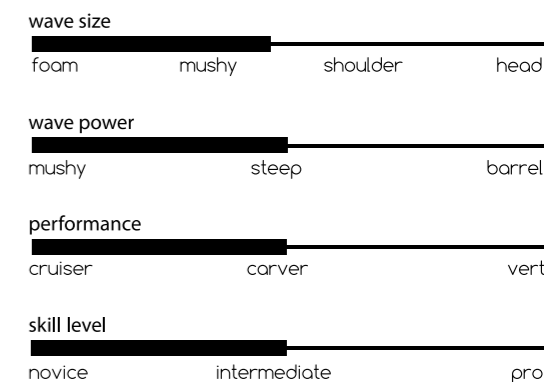 wave size
foam mushy shoulder head
wave power
mushy steep barrel
performance
cruiser carver vert
skill level
novice intermediate pro